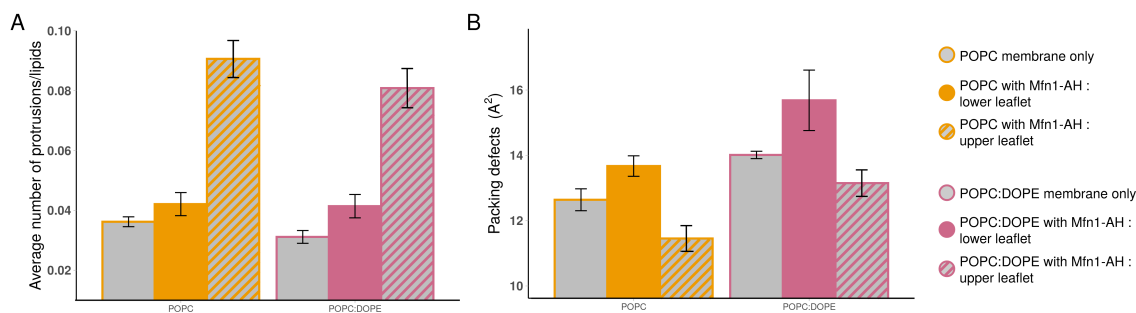 A
Average number of protrusions/lipids
0.10
0.08
0.06
0.04
0.02
POPC
POPC:DOPE
B
Packing defects (A²)
16
14
12
10
POPC
POPC:DOPE
POPC membrane only
POPC with Mfn1-AH :
lower leaflet
POPC with Mfn1-AH :
upper leaflet
POPC:DOPE membrane only
POPC:DOPE with Mfn1-AH :
lower leaflet
POPC:DOPE with Mfn1-AH :
upper leaflet